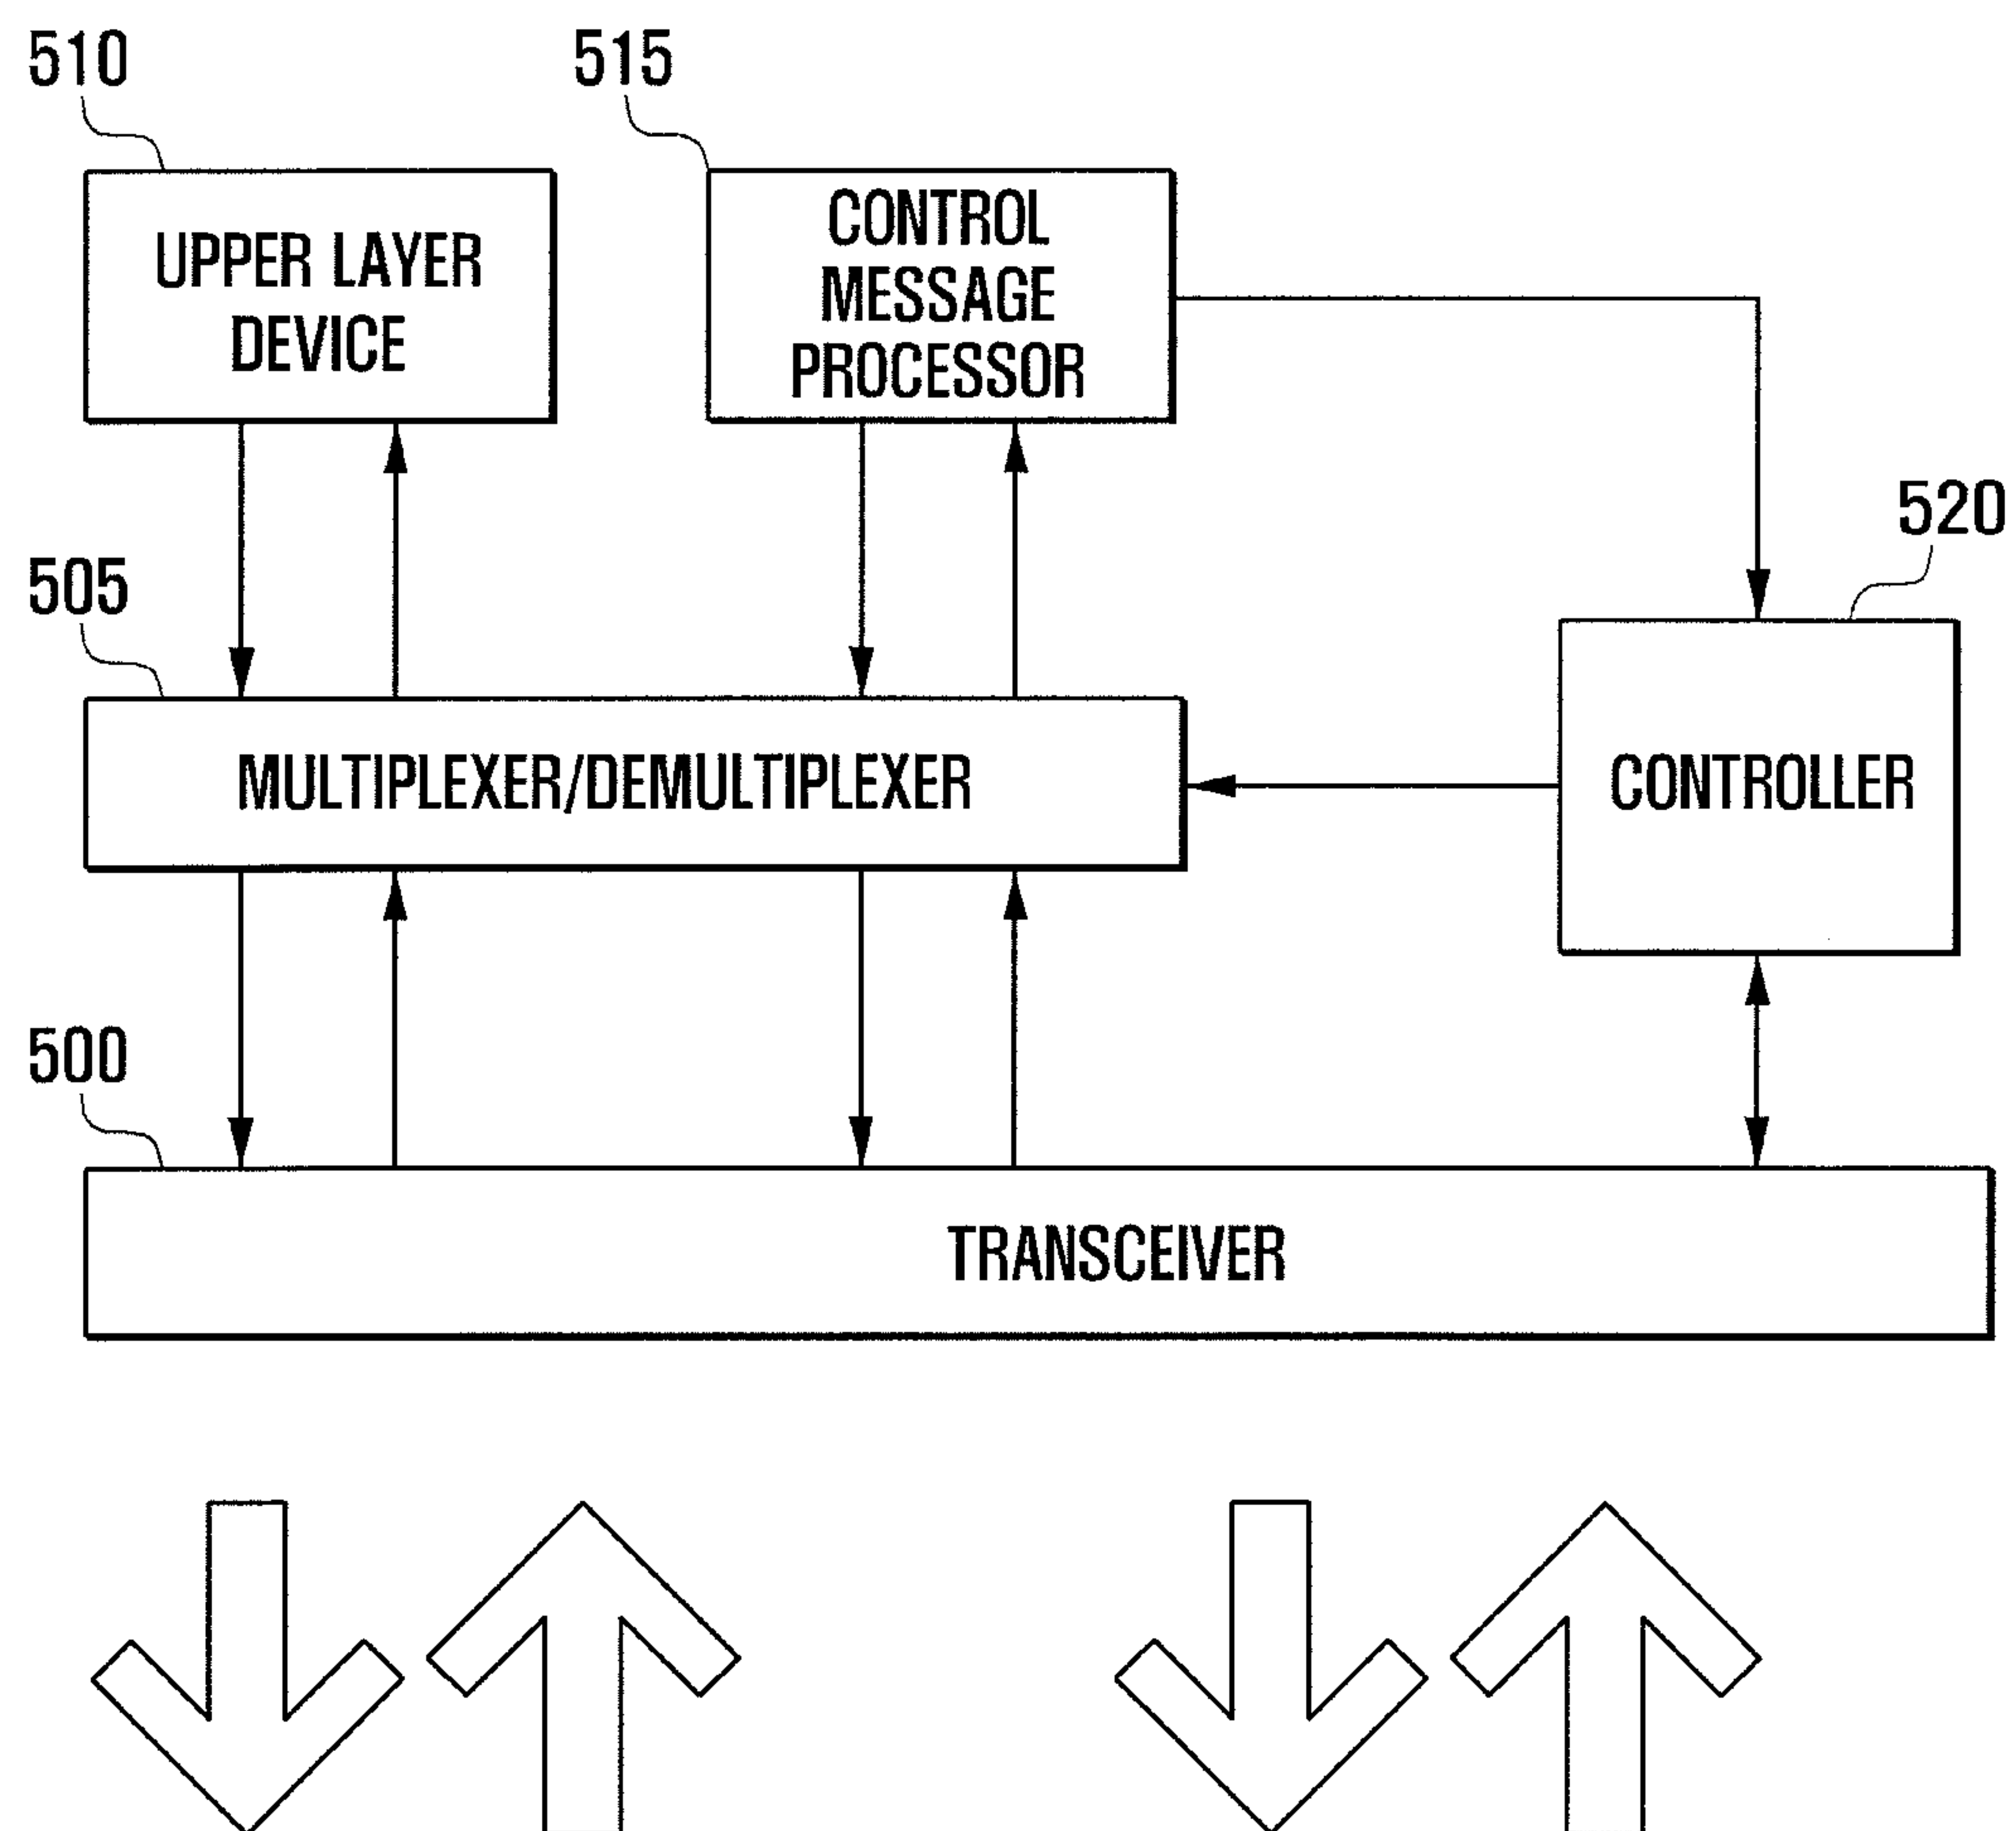 510
515
UPPER LAYER
DEVICE
CONTROL
MESSAGE
PROCESSOR
520
505
MULTIPLEXER/DEMULTIPLEXER
CONTROLLER
500
TRANSCEIVER